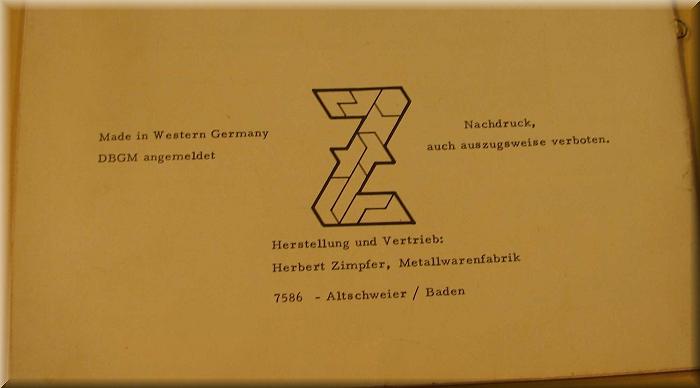 Made in Western Germany
DBGM angemeldet
Nachdruck,
auch auszugsweise verboten.
Herstellung und Vertrieb:
Herbert Zimpfer, Metallwarenfabrik
7586 - Altschweier / Baden